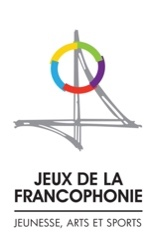 JEUX DE LA
FRANCOPHONIE
JEUNESSE, ARTS ET SPORTS